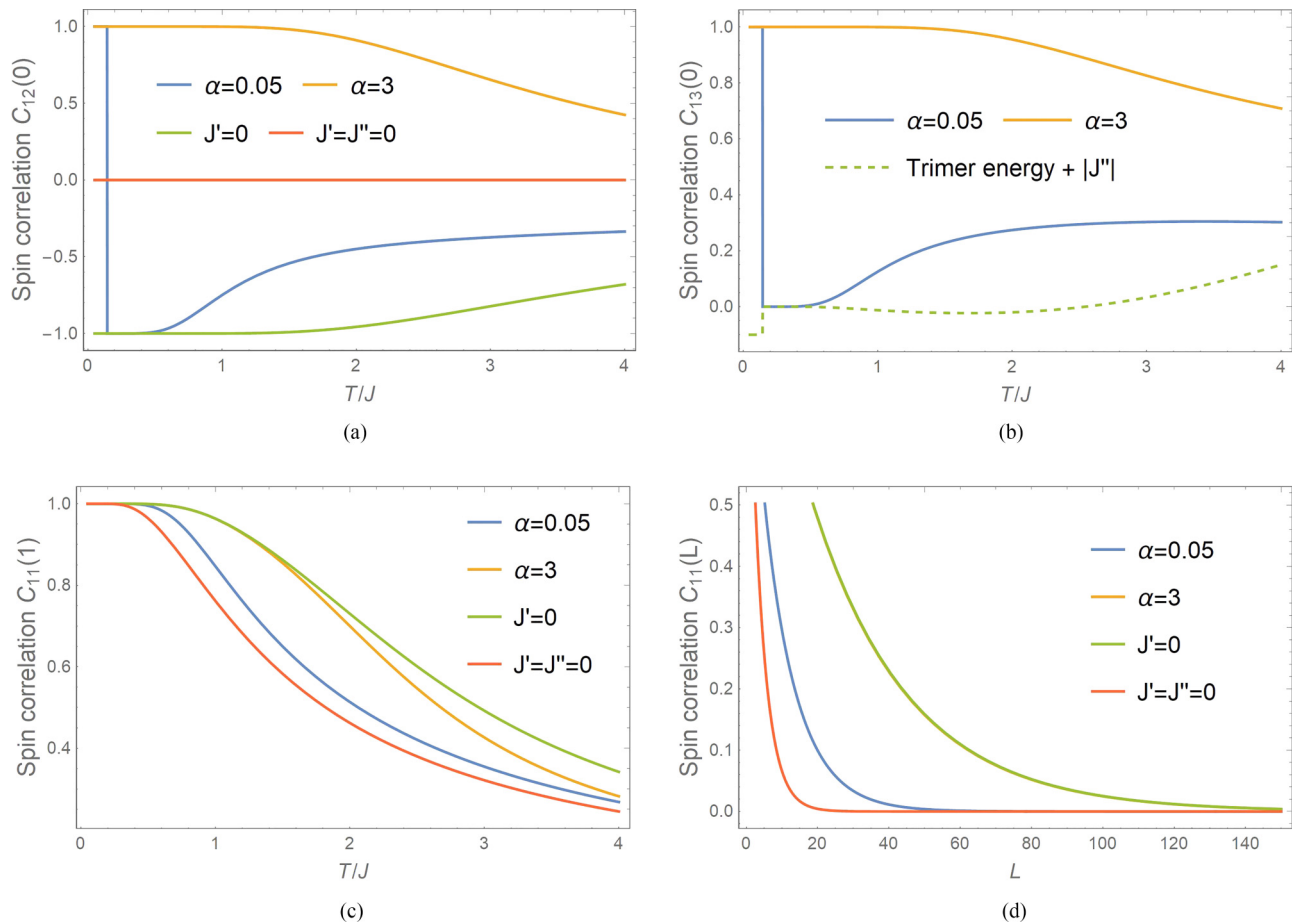 Spin correlation C₁₂(0)
1.0
0.5
0.0
−0.5
−1.0
α=0.05 α=3
J'=0 J'=J''=0
0 1 2 3 4
T/J
(a)
Spin correlation C₁₃(0)
1.0
0.8
0.6
0.4
0.2
0.0
α=0.05 α=3
Trimer energy + |J''|
0 1 2 3 4
T/J
(b)
Spin correlation C₁₁(1)
1.0
0.8
0.6
0.4
α=0.05
α=3
J'=0
J'=J''=0
0 1 2 3 4
T/J
(c)
Spin correlation C₁₁(L)
0.5
0.4
0.3
0.2
0.1
0.0
α=0.05
α=3
J'=0
J'=J''=0
0 20 40 60 80 100 120 140
L
(d)